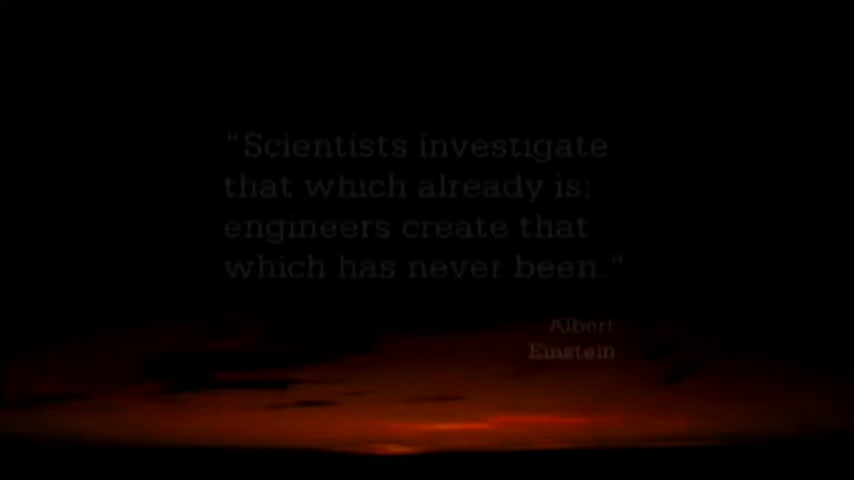 "Scientists investigate
that which already is;
engineers create that
which has never been."
Albert
Einstein